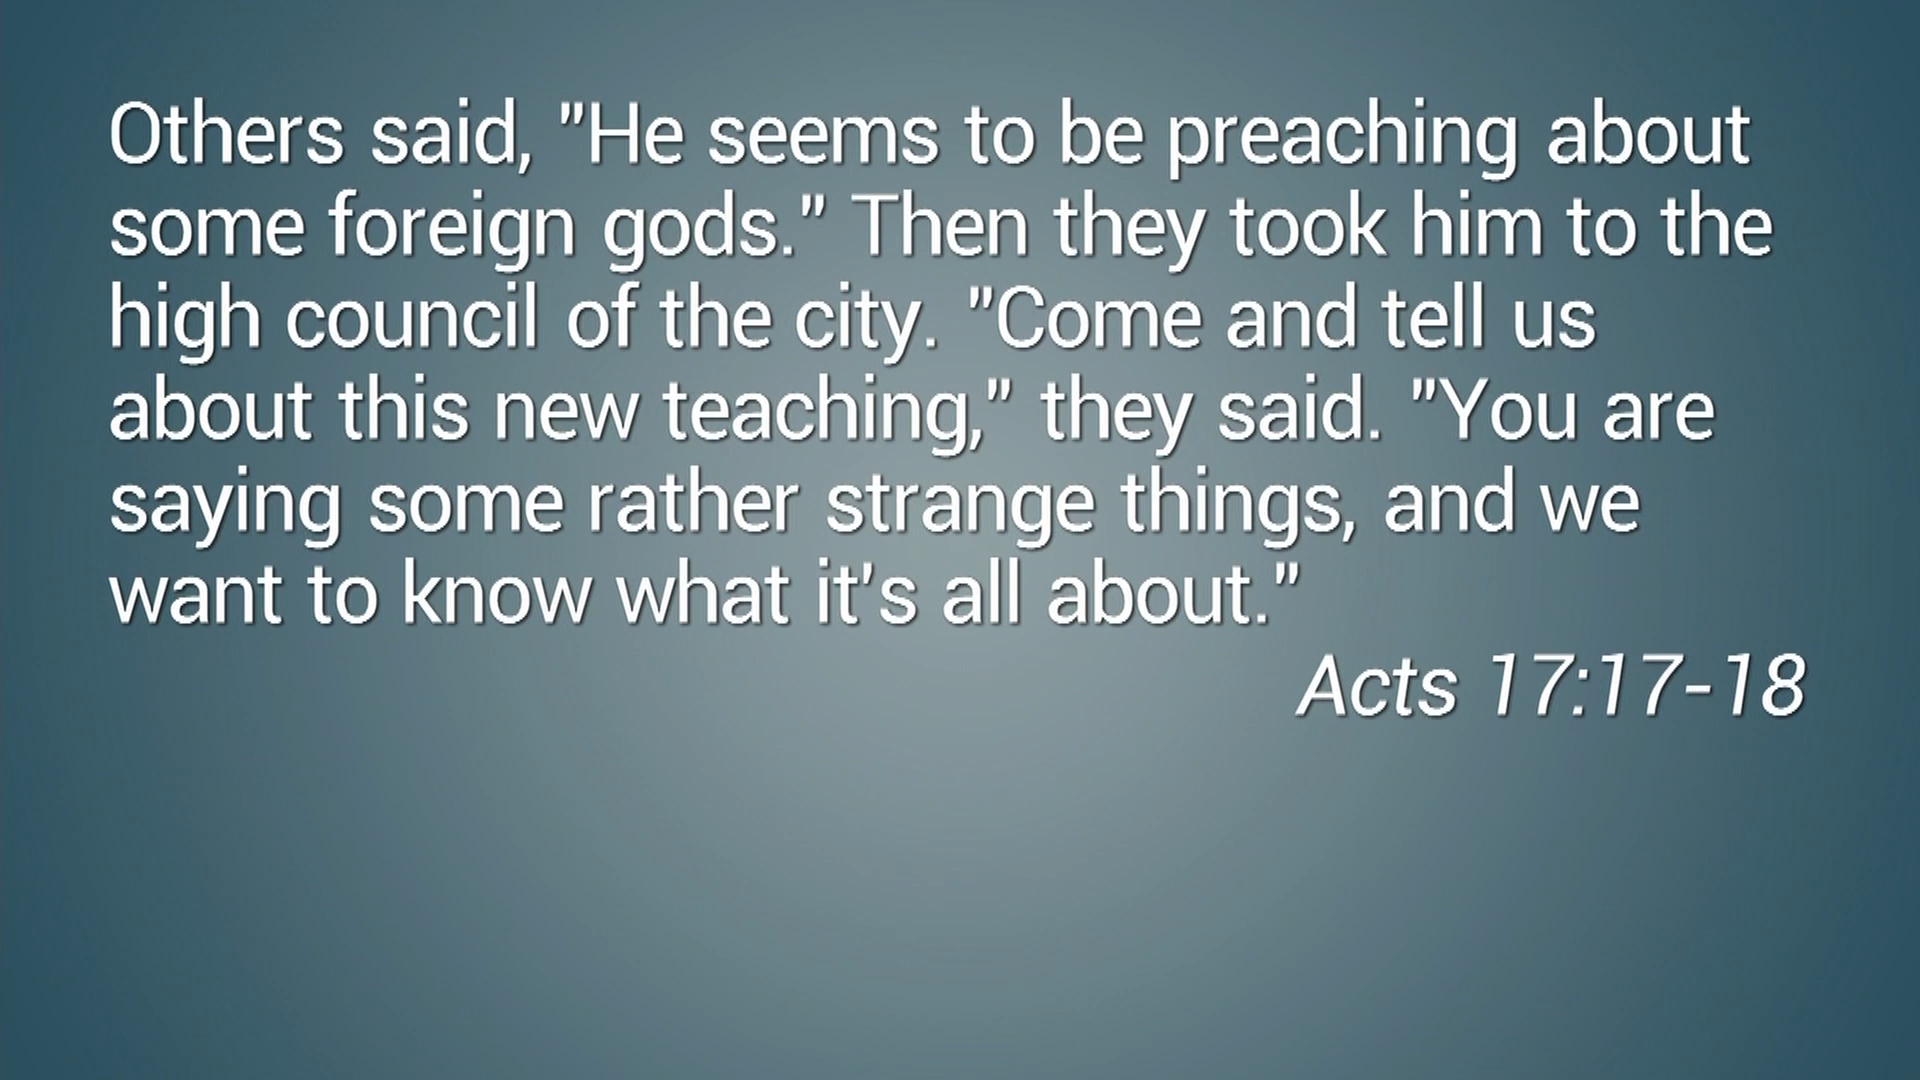 Others said, "He seems to be preaching about
some foreign gods." Then they took him to the
high council of the city. "Come and tell us
about this new teaching," they said. "You are
saying some rather strange things, and we
want to know what it's all about."
Acts 17:17-18